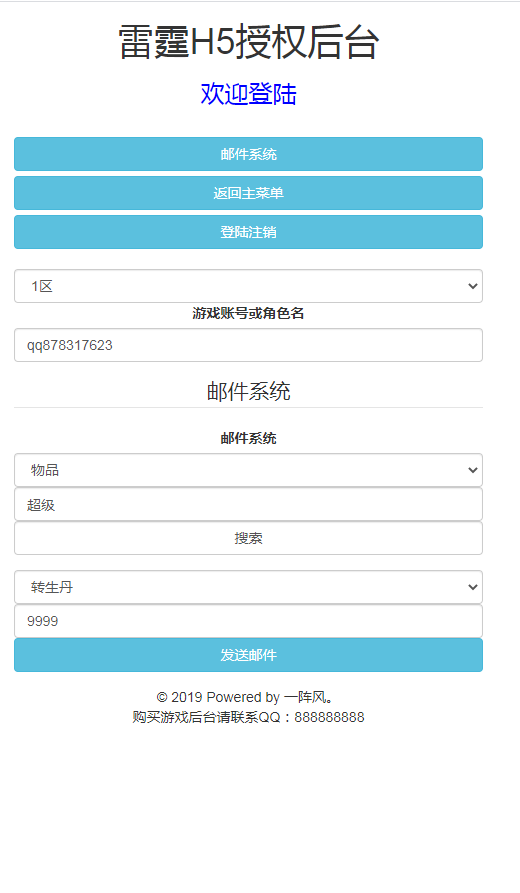 雷霆H5授权后台
欢迎登陆
邮件系统
返回主菜单
登陆注销
1区
游戏账号或角色名
qq878317623
邮件系统
邮件系统
物品
超级
搜索
转生丹
9999
发送邮件
© 2019 Powered by 一阵风。
购买游戏后台请联系QQ：888888888